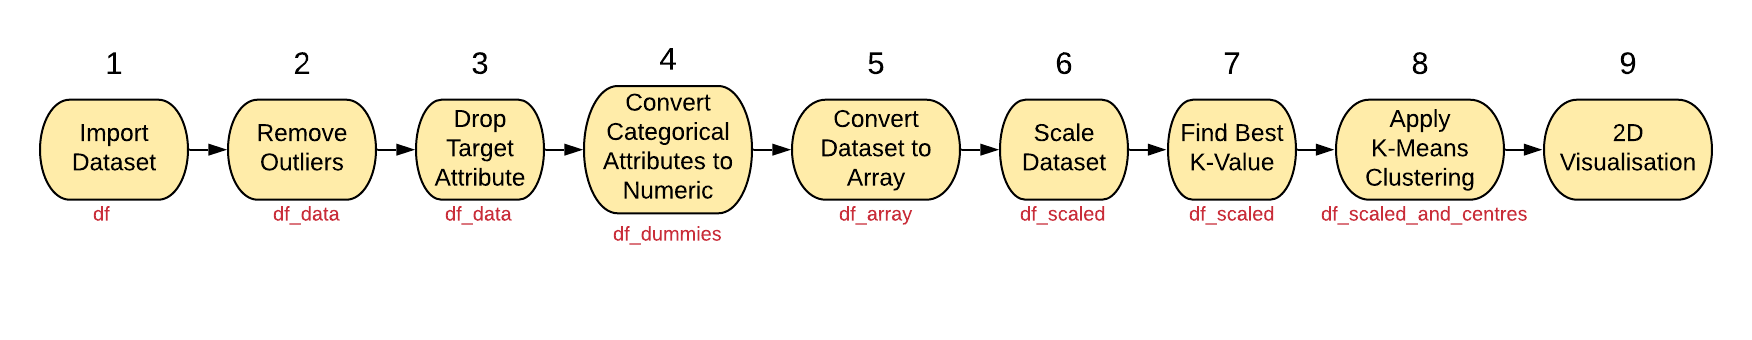 1
2
3
4
5
6
7
8
9
Import
Dataset
Remove
Outliers
Drop
Target
Attribute
Convert
Categorical
Attributes to
Numeric
Convert
Dataset to
Array
Scale
Dataset
Find Best
K-Value
Apply
K-Means
Clustering
2D
Visualisation
df
df_data
df_data
df_dummies
df_array
df_scaled
df_scaled
df_scaled_and_centres